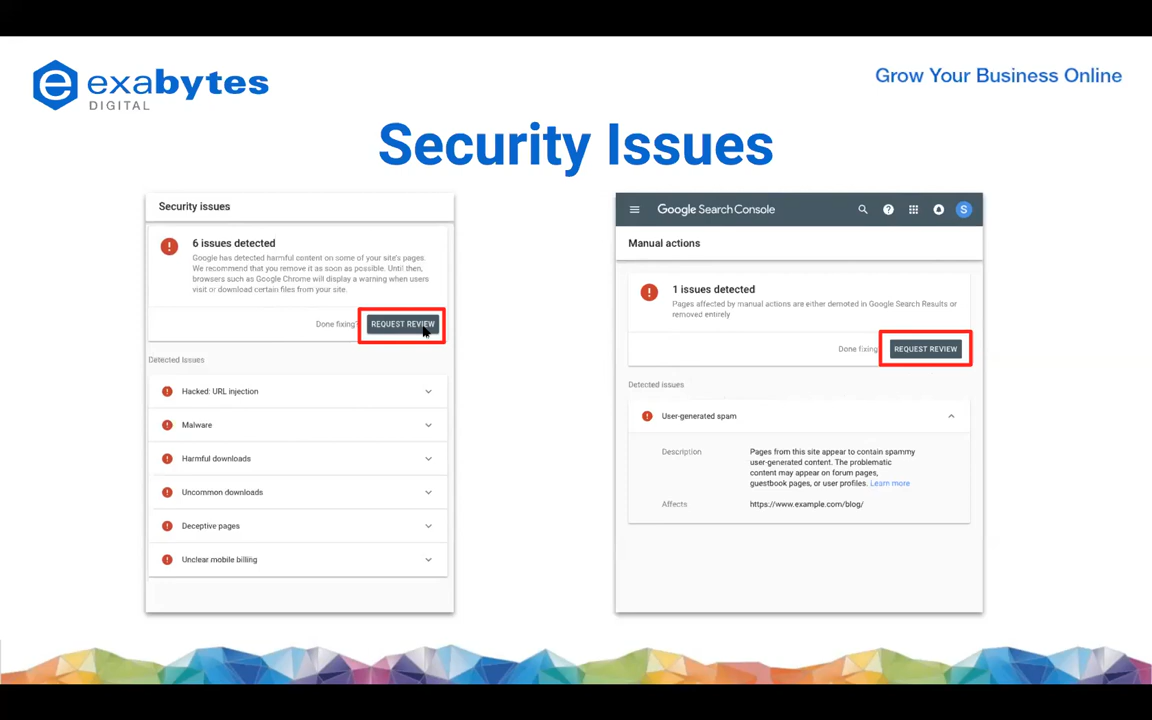 exabytes
DIGITAL
Grow Your Business Online
Security Issues
Security issues
6 issues detected
Google has detected harmful content on some of your site's pages.
We recommend that you remove it as soon as possible. Until then,
browsers such as Google Chrome will display a warning when users
visit or download certain files from your site.
Done fixing?
REQUEST REVIEW
Detected Issues
Hacked: URL injection
Malware
Harmful downloads
Uncommon downloads
Deceptive pages
Unclear mobile billing
Google Search Console
S
Manual actions
1 issues detected
Pages affected by manual actions are either demoted in Google Search Results or
removed entirely
Done fixing
REQUEST REVIEW
Detected issues
User-generated spam
Description
Pages from this site appear to contain spammy
user-generated content. The problematic
content may appear on forum pages,
guestbook pages, or user profiles. Learn more
Affects
https://www.example.com/blog/